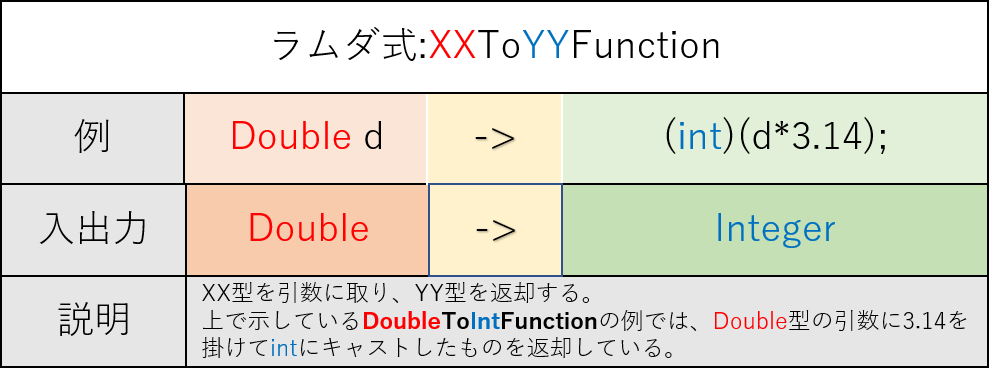 ラムダ式:XXToYYFunction
例 Double d -> (int)(d*3.14);
入出力 Double -> Integer
説明
XX型を引数に取り、YY型を返却する。
上で示しているDoubleToIntFunctionの例では、Double型の引数に3.14を
掛けてintにキャストしたものを返却している。